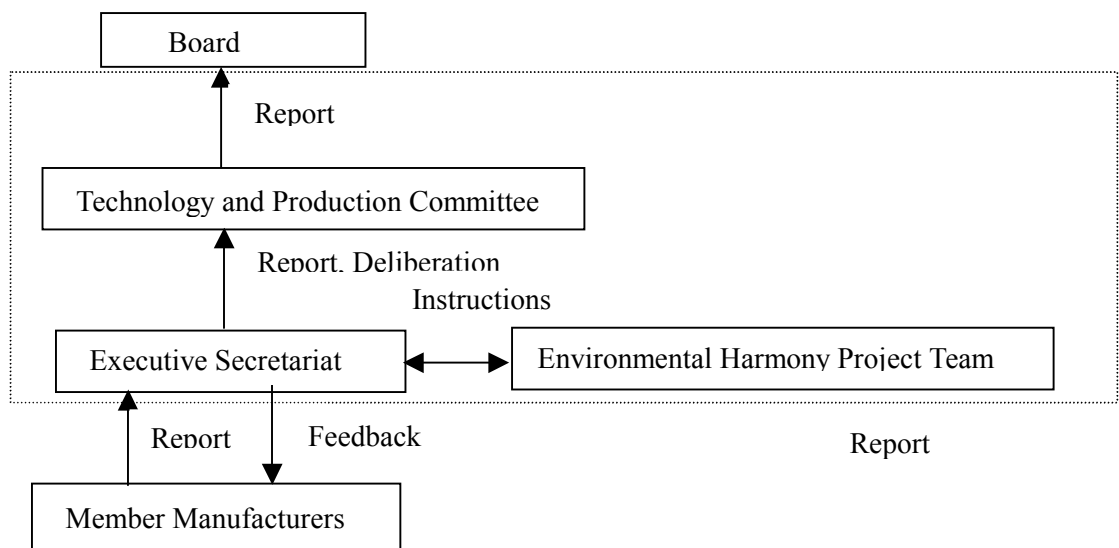 Board
Report
Technology and Production Committee
Report, Deliberation
Instructions
Executive Secretariat
Environmental Harmony Project Team
Report
Feedback
Report
Member Manufacturers